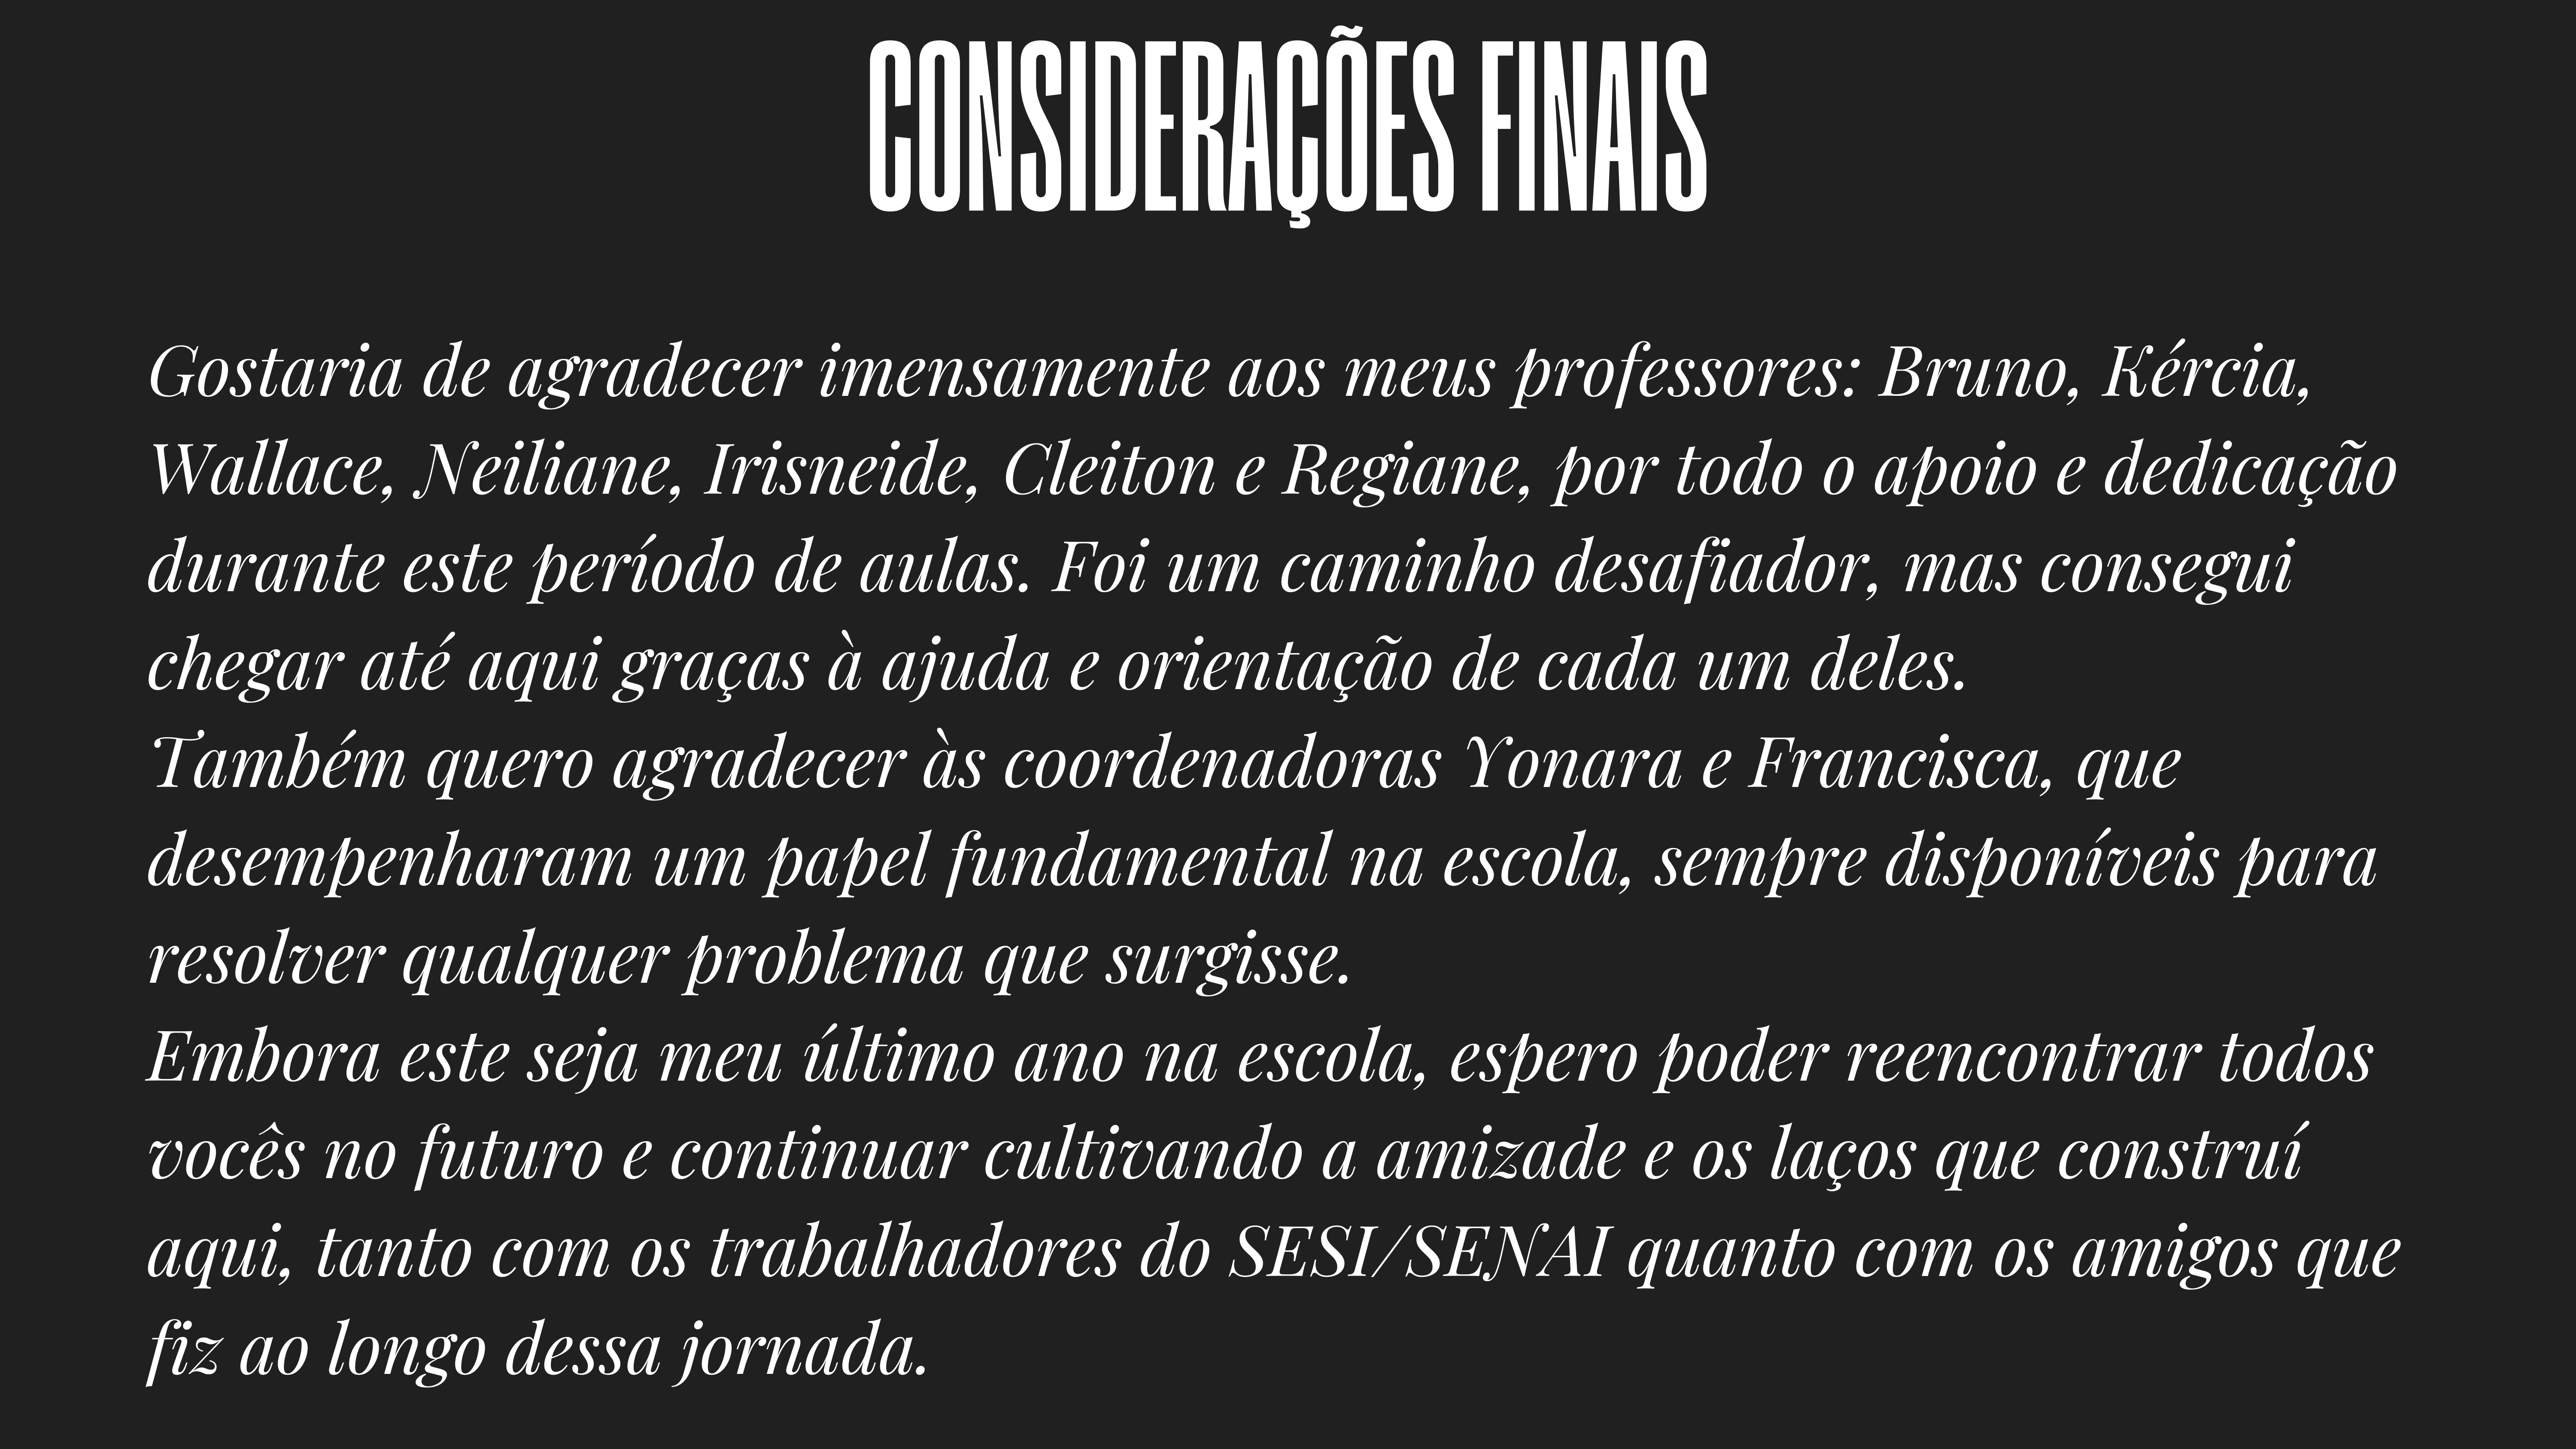 CONSIDERAÇÕES FINAIS
Gostaria de agradecer imensamente aos meus professores: Bruno, Kércia,
Wallace, Neiliane, Irisneide, Cleiton e Regiane, por todo o apoio e dedicação
durante este período de aulas. Foi um caminho desafiador, mas consegui
chegar até aqui graças à ajuda e orientação de cada um deles.
Também quero agradecer às coordenadoras Yonara e Francisca, que
desempenharam um papel fundamental na escola, sempre disponíveis para
resolver qualquer problema que surgisse.
Embora este seja meu último ano na escola, espero poder reencontrar todos
vocês no futuro e continuar cultivando a amizade e os laços que construí
aqui, tanto com os trabalhadores do SESI/SENAI quanto com os amigos que
fiz ao longo dessa jornada.